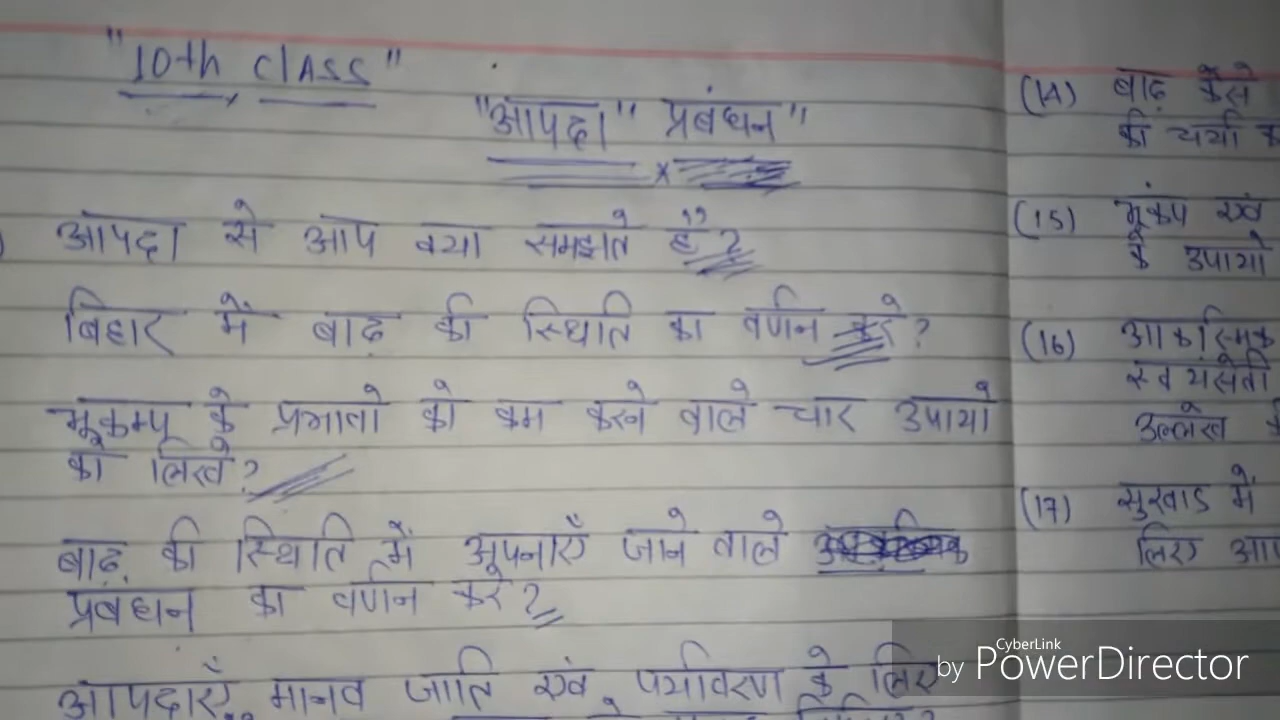 "10th CLASS"
"आपदा" प्रबंधन"
आपदा से आप क्या समझते हैं?
बिहार में बाढ़ की स्थिति का वर्णन करे?
भूकम्प के प्रभावो को कम करने वाले चार उपायो
को लिखे?
बाढ़ की स्थिति में अपनाएँ जाने वाले
प्रबंधन का वर्णन करे?
आपदाएँ मानव जाति एवं पर्यावरण के लिए
(14) बाढ़ कैसे
की चर्चा
(15) भूकंप एवं
के उपायो
(16) आकस्मिक
उल्लेख
(17) सुखाड़ में
लिए
CyberLink
by PowerDirector